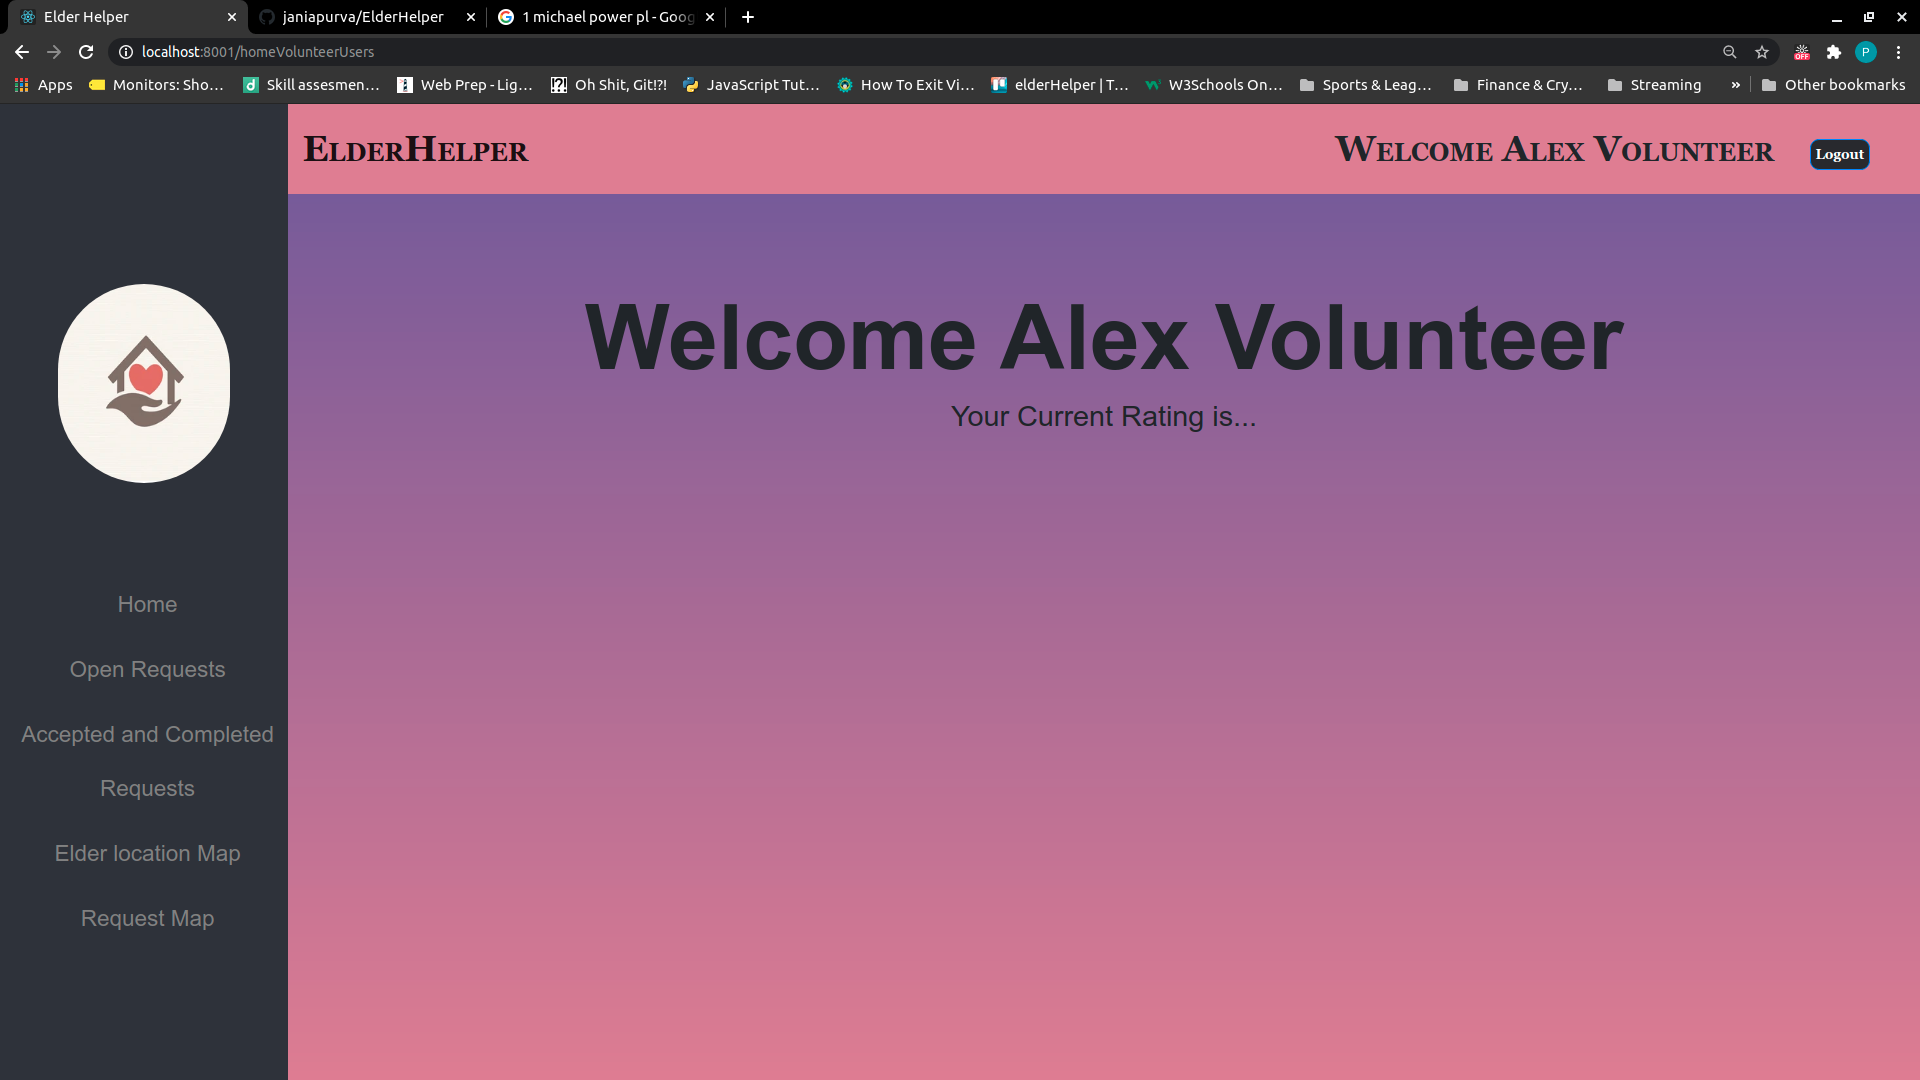 Elder Helper
janiapurva/ElderHelper
1 michael power pl - Goog
localhost:8001/homeVolunteerUsers
OFF
P
Apps
Monitors: Sho...
Skill assesmen...
Web Prep - Lig...
Oh Shit, Git!?!
JavaScript Tut...
How To Exit Vi...
elderHelper | T...
W3Schools On...
Sports & Leag...
Finance & Cry...
Streaming
»
Other bookmarks
ElderHelper
Welcome Alex Volunteer
Logout
Welcome Alex Volunteer
Your Current Rating is...
Home
Open Requests
Accepted and Completed
Requests
Elder location Map
Request Map